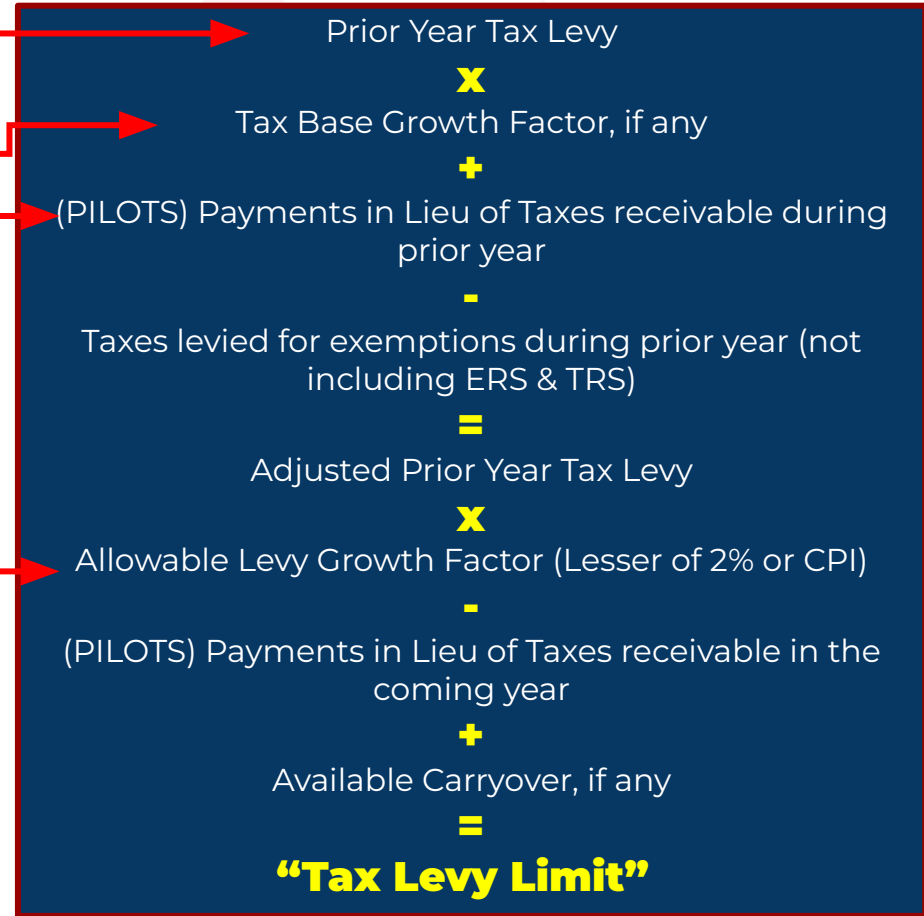 Prior Year Tax Levy
x
Tax Base Growth Factor, if any
+
(PILOTS) Payments in Lieu of Taxes receivable during
prior year
-
Taxes levied for exemptions during prior year (not
including ERS & TRS)
=
Adjusted Prior Year Tax Levy
x
Allowable Levy Growth Factor (Lesser of 2% or CPI)
-
(PILOTS) Payments in Lieu of Taxes receivable in the
coming year
+
Available Carryover, if any
=
“Tax Levy Limit”